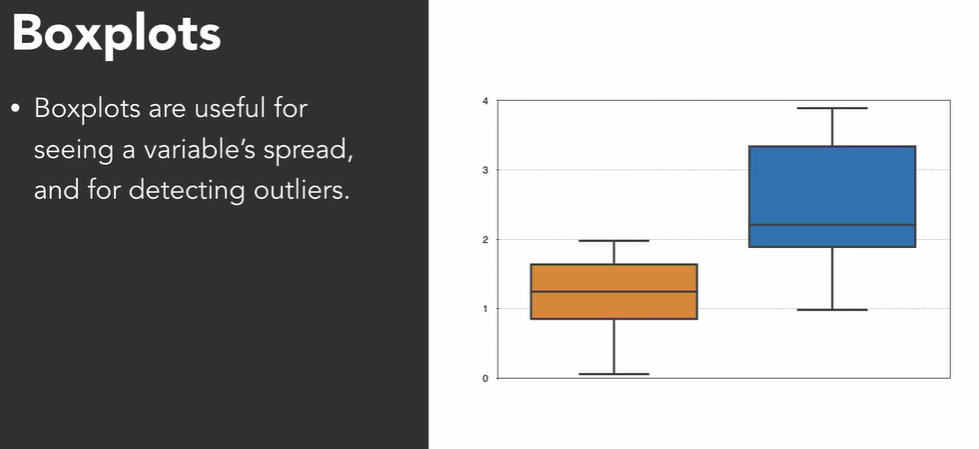 Boxplots
• Boxplots are useful for
seeing a variable’s spread,
and for detecting outliers.
4
3
2
1
0